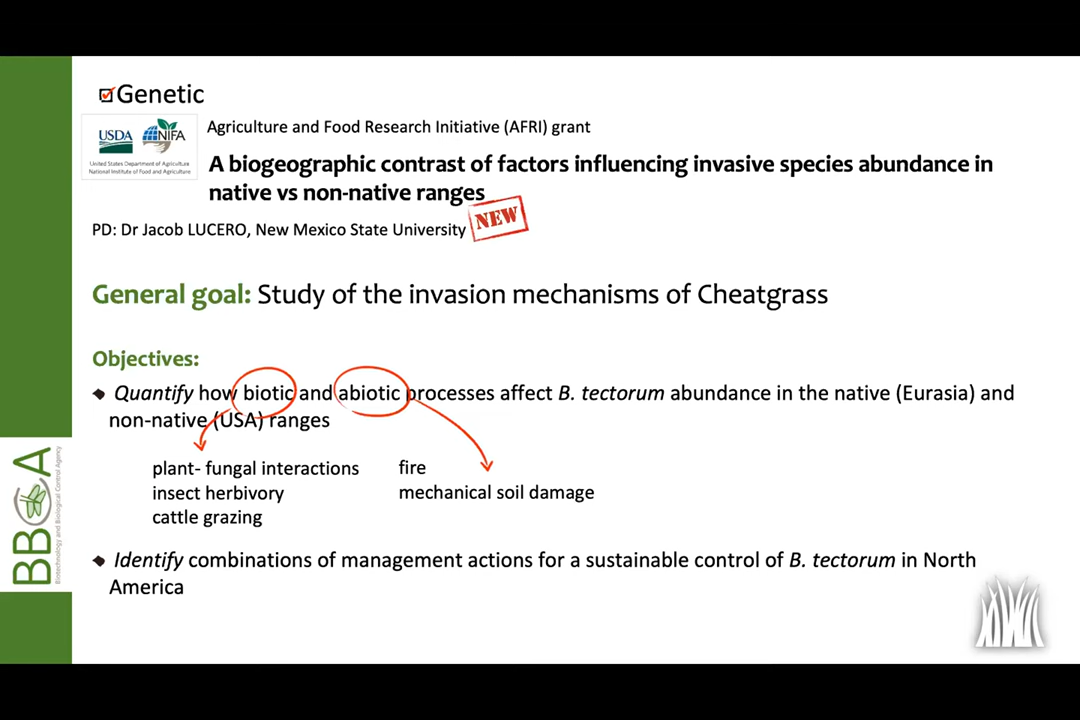 Genetic
USDA NIFA
United States Department of Agriculture
National Institute of Food and Agriculture
Agriculture and Food Research Initiative (AFRI) grant
A biogeographic contrast of factors influencing invasive species abundance in
native vs non-native ranges
NEW
PD: Dr Jacob LUCERO, New Mexico State University
General goal: Study of the invasion mechanisms of Cheatgrass
Objectives:
Quantify how biotic and abiotic processes affect B. tectorum abundance in the native (Eurasia) and
non-native (USA) ranges
plant- fungal interactions
insect herbivory
cattle grazing
fire
mechanical soil damage
Identify combinations of management actions for a sustainable control of B. tectorum in North
America
BBCA
Biotechnology and Biological Control Agency